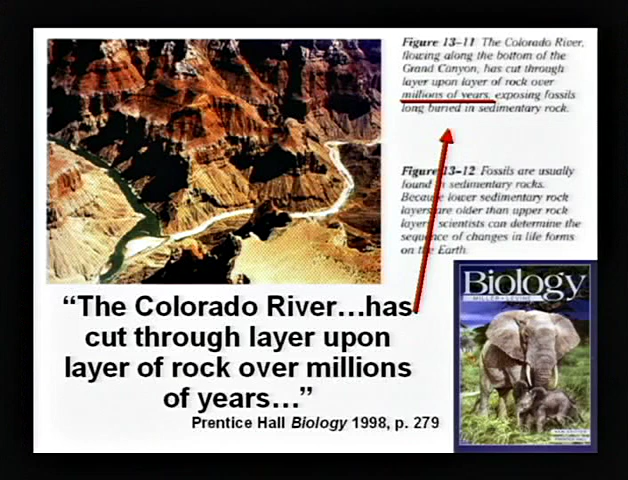 Figure 13–11 The Colorado River,
flowing along the bottom of the
Grand Canyon, has cut through
layer upon layer of rock over
millions of years, exposing fossils
long buried in sedimentary rock.
Figure 13–12 Fossils are usually
found in sedimentary rocks.
Because lower sedimentary rock
layers are older than upper rock
layers, scientists can determine the
sequence of changes in life forms
on the Earth.
“The Colorado River…has
cut through layer upon
layer of rock over millions
of years…”
Prentice Hall Biology 1998, p. 279
Biology
MILLER • LEVINE